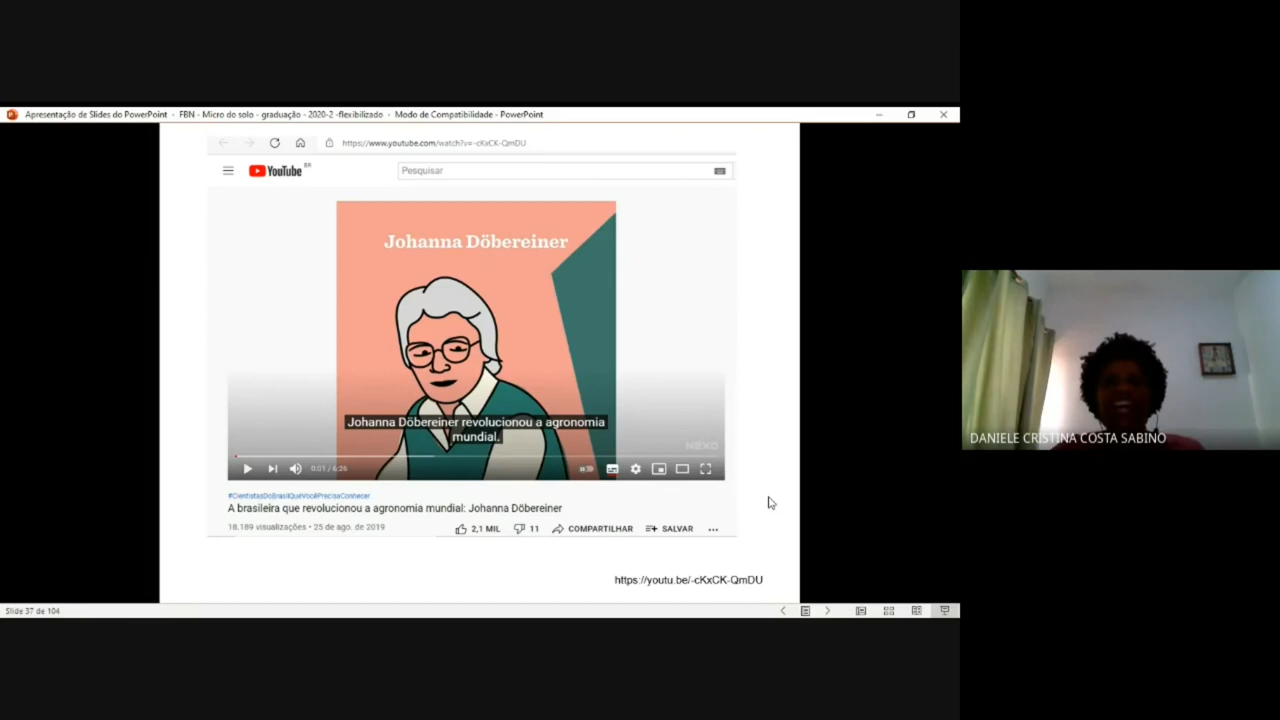 Apresentação de Slides do PowerPoint - FBN - Micro do solo - graduação - 2020-2 -flexibilizado - Modo de Compatibilidade - PowerPoint
https://www.youtube.com/watch?v=-cKxCK-QmDU
YouTube BR
Pesquisar
Johanna Döbereiner
Johanna Döbereiner revolucionou a agronomia
mundial.
NEXO
0:01 / 6:26
#CientistasDoBrasilQueVocêPrecisaConhecer
A brasileira que revolucionou a agronomia mundial: Johanna Döbereiner
18.189 visualizações • 25 de ago. de 2019
2,1 MIL
11
COMPARTILHAR
SALVAR
https://youtu.be/-cKxCK-QmDU
Slide 37 de 104
DANIELE CRISTINA COSTA SABINO